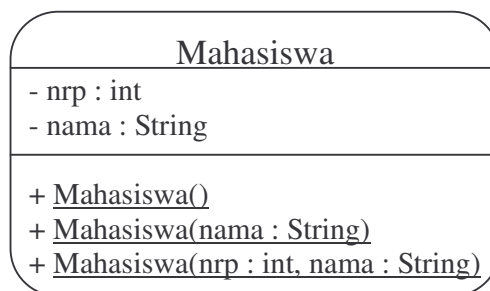 Mahasiswa
- nrp : int
- nama : String
+ Mahasiswa()
+ Mahasiswa(nama : String)
+ Mahasiswa(nrp : int, nama : String)